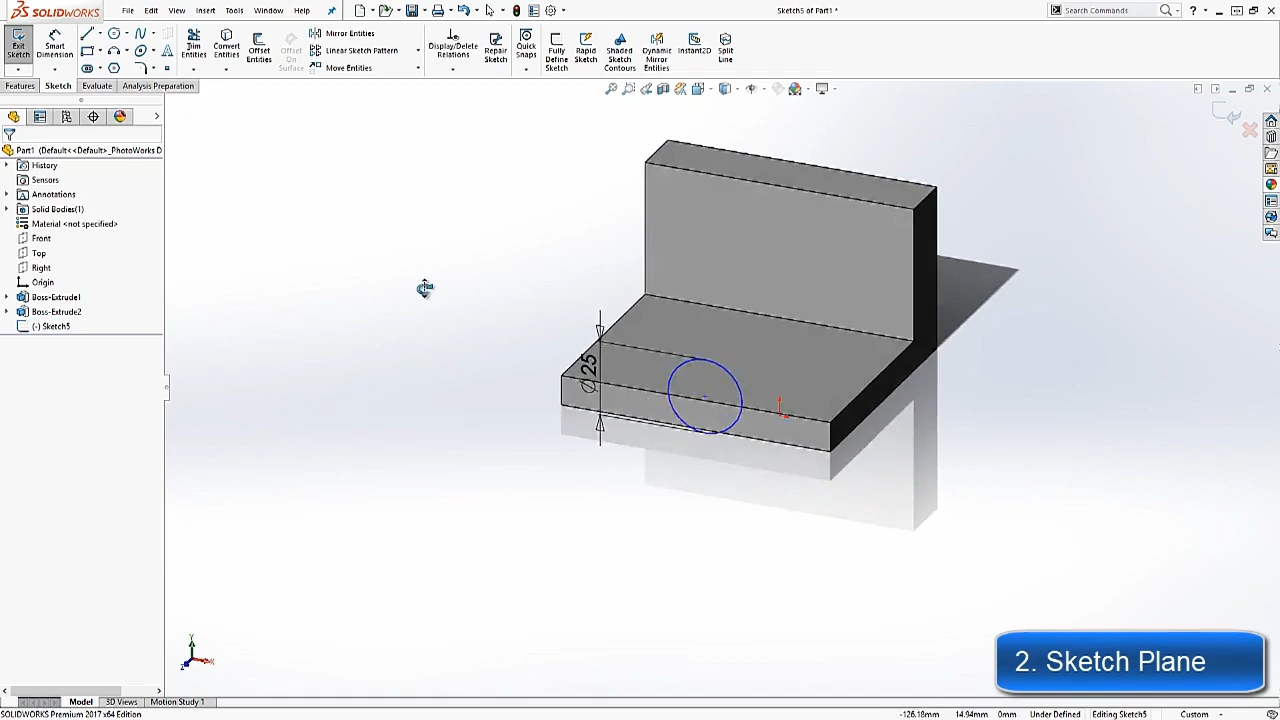 SOLIDWORKS
File Edit View Insert Tools Window Help
Sketch5 of Part1 *
Search Commands
Exit Sketch
Smart Dimension
Trim Entities
Convert Entities
Offset Entities
Offset On Surface
Mirror Entities
Linear Sketch Pattern
Move Entities
Display/Delete Relations
Repair Sketch
Quick Snaps
Fully Define Sketch
Rapid Sketch
Shaded Sketch Contours
Dynamic Mirror Entities
Instant2D
Split Line
Features Sketch Evaluate Analysis Preparation
Part1 (Default<<Default>_PhotoWorks D
History
Sensors
Annotations
Solid Bodies(1)
Material <not specified>
Front
Top
Right
Origin
Boss-Extrude1
Boss-Extrude2
(-) Sketch5
∅25
Y
X
Z
2. Sketch Plane
Model 3D Views Motion Study 1
SOLIDWORKS Premium 2017 x64 Edition
-126.18mm 14.94mm 0mm Under Defined Editing Sketch5 Custom